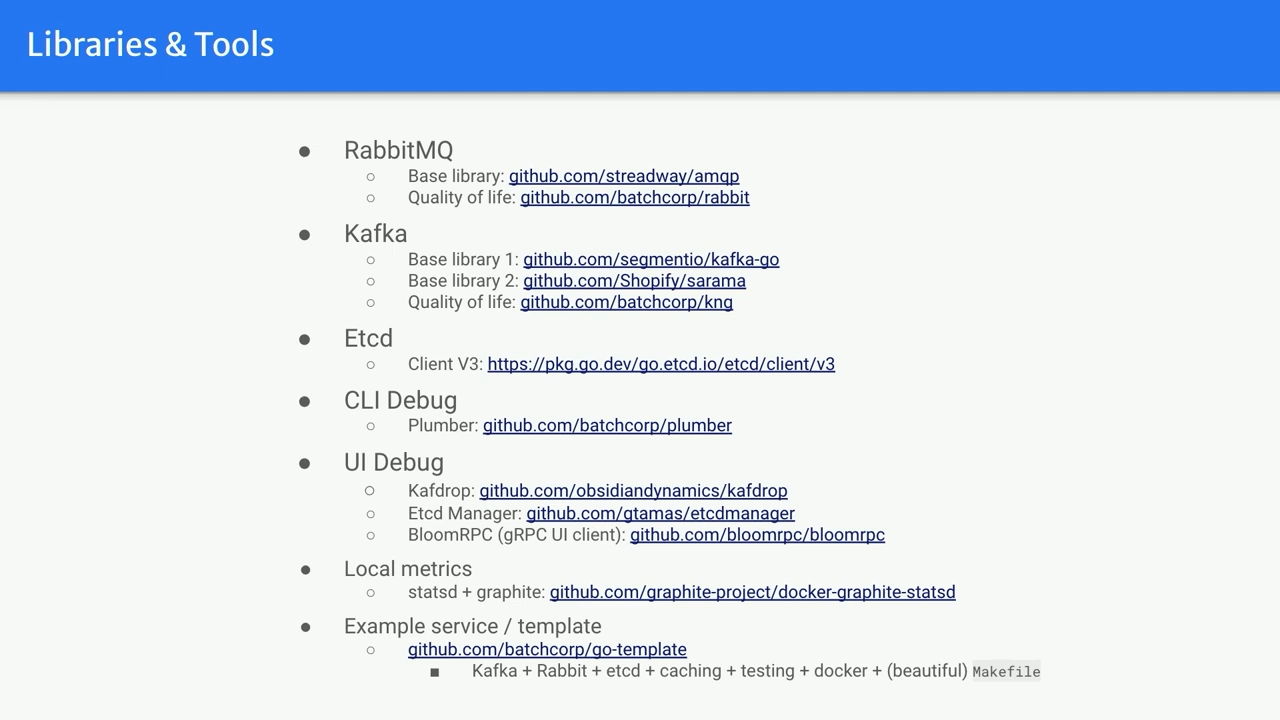 Libraries & Tools
● RabbitMQ
○ Base library: github.com/streadway/amqp
○ Quality of life: github.com/batchcorp/rabbit
● Kafka
○ Base library 1: github.com/segmentio/kafka-go
○ Base library 2: github.com/Shopify/sarama
○ Quality of life: github.com/batchcorp/kng
● Etcd
○ Client V3: https://pkg.go.dev/go.etcd.io/etcd/client/v3
● CLI Debug
○ Plumber: github.com/batchcorp/plumber
● UI Debug
○ Kafdrop: github.com/obsidiandynamics/kafdrop
○ Etcd Manager: github.com/gtamas/etcdmanager
○ BloomRPC (gRPC UI client): github.com/bloomrpc/bloomrpc
● Local metrics
○ statsd + graphite: github.com/graphite-project/docker-graphite-statsd
● Example service / template
○ github.com/batchcorp/go-template
■ Kafka + Rabbit + etcd + caching + testing + docker + (beautiful) Makefile